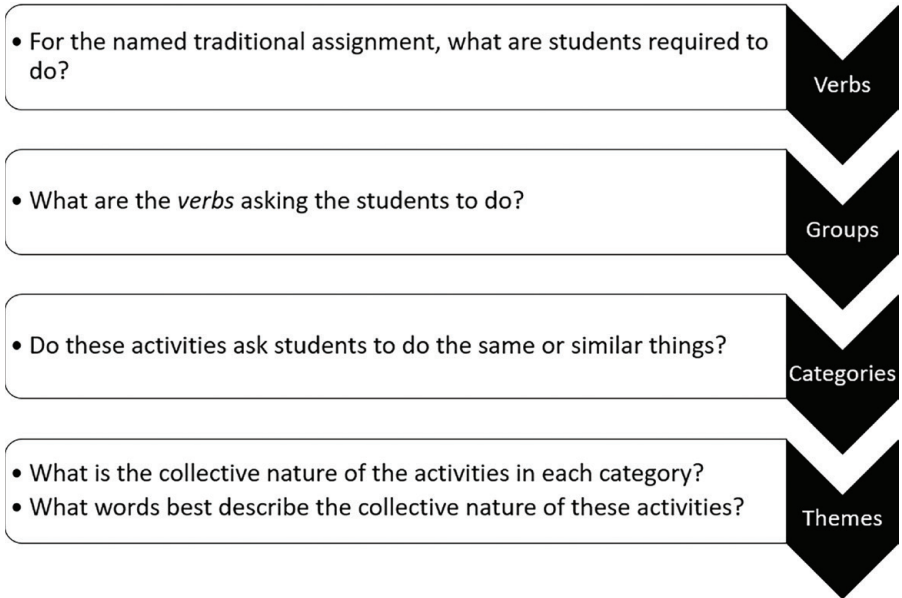 • For the named traditional assignment, what are students required to
do?
Verbs
• What are the verbs asking the students to do?
Groups
• Do these activities ask students to do the same or similar things?
Categories
• What is the collective nature of the activities in each category?
• What words best describe the collective nature of these activities?
Themes